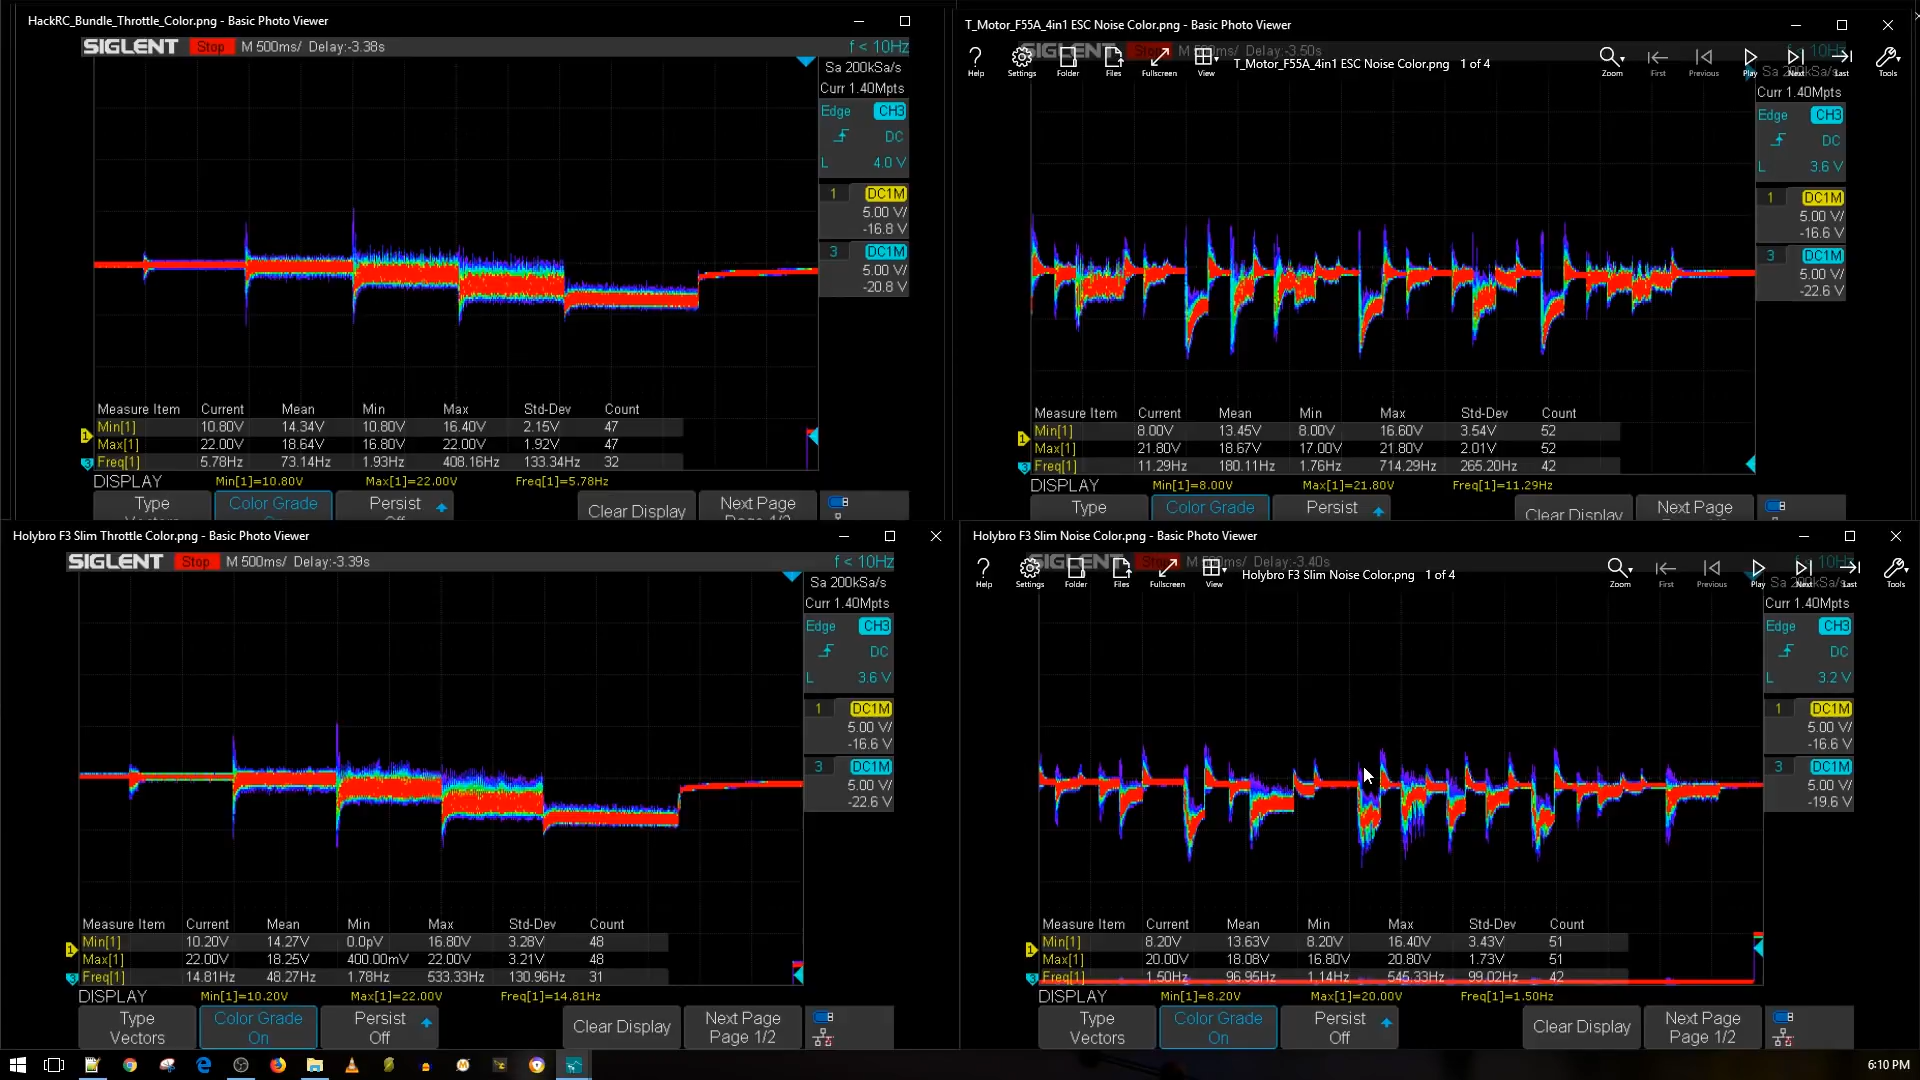 HackRC_Bundle_Throttle_Color.png - Basic Photo Viewer
SIGLENT Stop M 500ms/ Delay:-3.38s f < 10Hz
Sa 200kSa/s
Curr 1.40Mpts
Edge CH3
DC
L 4.0 V
1 DC1M
5.00 V/
-16.8 V
3 DC1M
5.00 V/
-20.8 V
Measure Item Current Mean Min Max Std-Dev Count
Min[1] 10.80V 14.34V 10.80V 16.40V 2.15V 47
Max[1] 22.00V 18.64V 16.80V 22.00V 1.92V 47
Freq[1] 5.78Hz 73.14Hz 1.93Hz 408.16Hz 133.34Hz 32
DISPLAY Min[1]=10.80V Max[1]=22.00V Freq[1]=5.78Hz
Type Color Grade Persist Clear Display Next Page
T_Motor_F55A_4in1 ESC Noise Color.png - Basic Photo Viewer
SIGLENT Stop M 500ms/ Delay:-3.50s
Help Settings Folder Files Fullscreen View T_Motor_F55A_4in1 ESC Noise Color.png 1 of 4 Zoom First Previous Play Next Last Tools
Sa 200kSa/s
Curr 1.40Mpts
Edge CH3
DC
L 3.6 V
1 DC1M
5.00 V/
-16.6 V
3 DC1M
5.00 V/
-22.6 V
Measure Item Current Mean Min Max Std-Dev Count
Min[1] 8.00V 13.45V 8.00V 16.60V 3.54V 52
Max[1] 21.80V 18.67V 17.00V 21.80V 2.01V 52
Freq[1] 11.29Hz 180.11Hz 1.76Hz 714.29Hz 265.20Hz 42
DISPLAY Min[1]=8.00V Max[1]=21.80V Freq[1]=11.29Hz
Type Color Grade Persist Clear Display Next Page
Holybro F3 Slim Throttle Color.png - Basic Photo Viewer
SIGLENT Stop M 500ms/ Delay:-3.39s f < 10Hz
Sa 200kSa/s
Curr 1.40Mpts
Edge CH3
DC
L 3.6 V
1 DC1M
5.00 V/
-16.6 V
3 DC1M
5.00 V/
-22.6 V
Measure Item Current Mean Min Max Std-Dev Count
Min[1] 10.20V 14.27V 0.0pV 16.80V 3.28V 48
Max[1] 22.00V 18.25V 400.00mV 22.00V 3.21V 48
Freq[1] 14.81Hz 48.27Hz 1.78Hz 533.33Hz 130.96Hz 31
DISPLAY Min[1]=10.20V Max[1]=22.00V Freq[1]=14.81Hz
Type Color Grade Persist Clear Display Next Page
Vectors On Off Page 1/2
Holybro F3 Slim Noise Color.png - Basic Photo Viewer
SIGLENT Stop M 500ms/ Delay:-3.40s
Help Settings Folder Files Fullscreen View Holybro F3 Slim Noise Color.png 1 of 4 Zoom First Previous Play Next Last Tools
Sa 200kSa/s
Curr 1.40Mpts
Edge CH3
DC
L 3.2 V
1 DC1M
5.00 V/
-16.6 V
3 DC1M
5.00 V/
-19.6 V
Measure Item Current Mean Min Max Std-Dev Count
Min[1] 8.20V 13.63V 8.20V 16.40V 3.43V 51
Max[1] 20.00V 18.08V 16.80V 20.80V 1.73V 51
Freq[1] 1.50Hz 96.95Hz 1.14Hz 545.33Hz 99.02Hz 42
DISPLAY Min[1]=8.20V Max[1]=20.00V Freq[1]=1.50Hz
Type Color Grade Persist Clear Display Next Page
Vectors On Off Page 1/2
6:10 PM